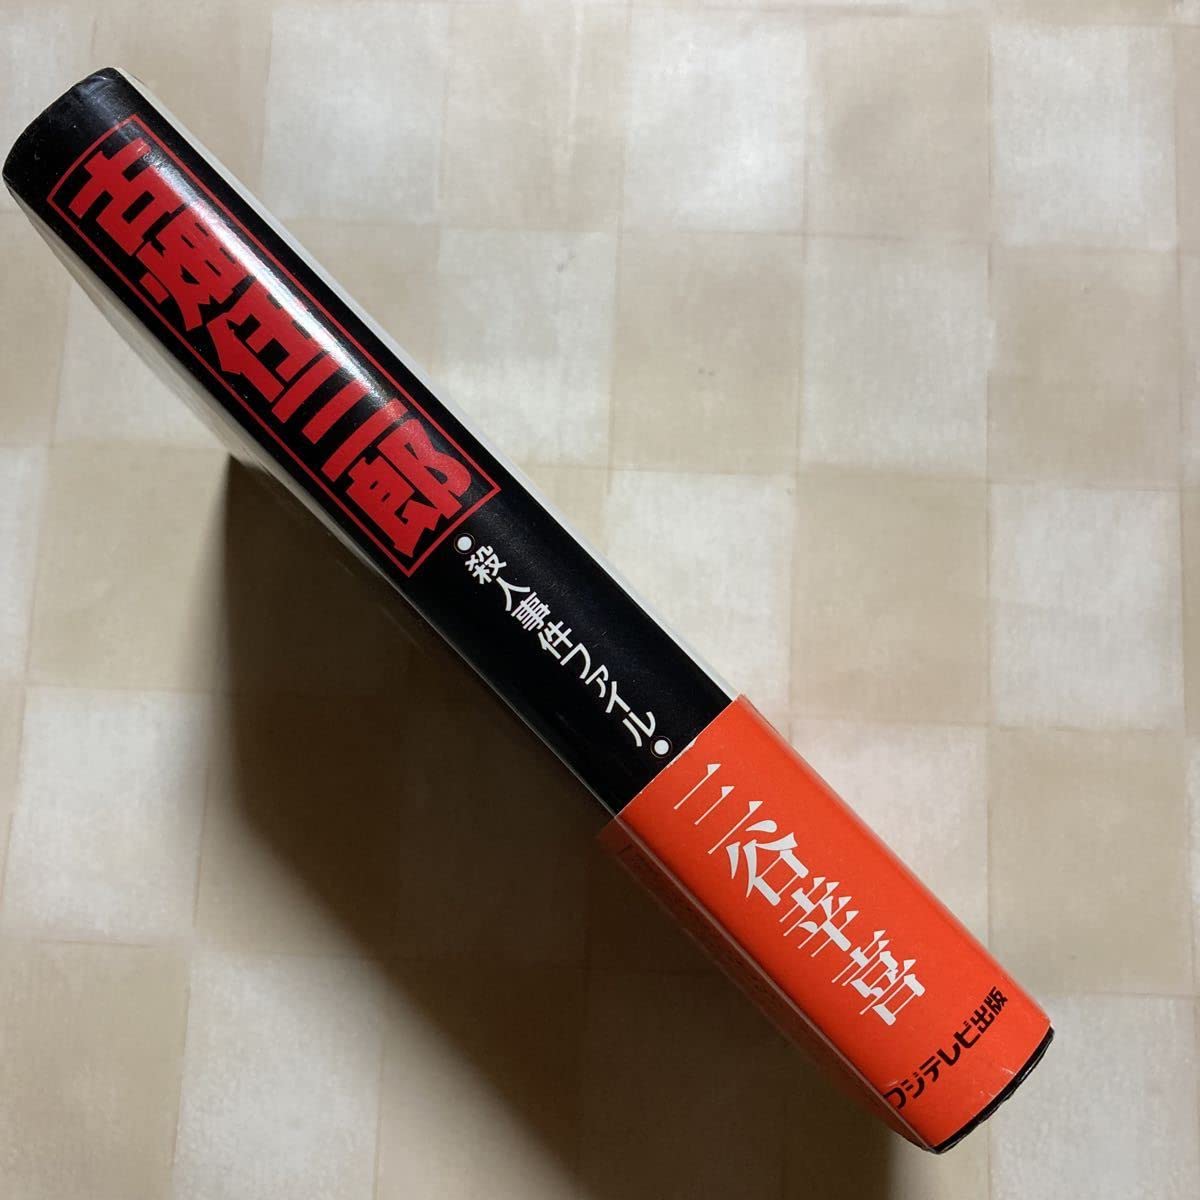 古畑任三郎
●殺人事件ファイル●
三谷幸喜
フジテレビ出版